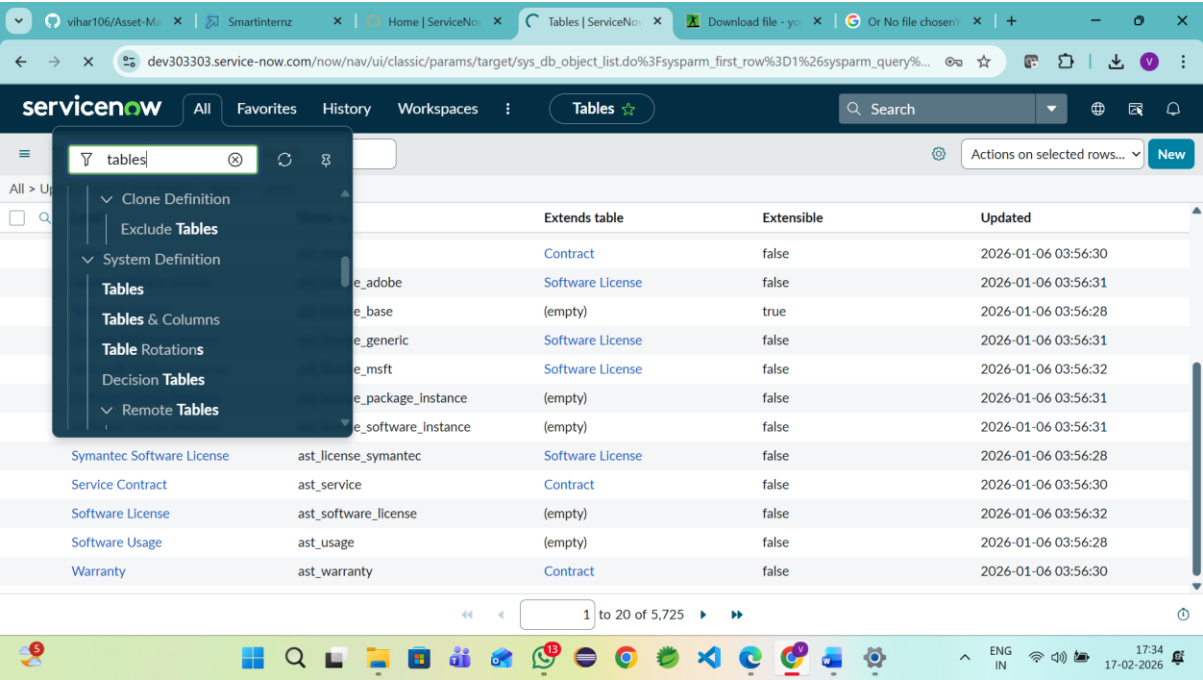 vihar106/Asset-Ma
Smartinternz
Home | ServiceNo
Tables | ServiceNo
Download file - yo
Or No file chosen
dev303303.service-now.com/now/nav/ui/classic/params/target/sys_db_object_list.do%3Fsysparm_first_row%3D1%26sysparm_query%...
V
servicenow
All Favorites History Workspaces
Tables
Search
tables
Actions on selected rows...
New
All > Up
Clone Definition
Exclude Tables
System Definition
Tables
Tables & Columns
Table Rotations
Decision Tables
Remote Tables
Extends table Extensible Updated
Contract false 2026-01-06 03:56:30
e_adobe Software License false 2026-01-06 03:56:31
e_base (empty) true 2026-01-06 03:56:28
e_generic Software License false 2026-01-06 03:56:31
e_msft Software License false 2026-01-06 03:56:32
e_package_instance (empty) false 2026-01-06 03:56:31
e_software_instance (empty) false 2026-01-06 03:56:31
Symantec Software License ast_license_symantec Software License false 2026-01-06 03:56:28
Service Contract ast_service Contract false 2026-01-06 03:56:30
Software License ast_software_license (empty) false 2026-01-06 03:56:32
Software Usage ast_usage (empty) false 2026-01-06 03:56:28
Warranty ast_warranty Contract false 2026-01-06 03:56:30
1 to 20 of 5,725
5
13
V
ENG
IN
17:34
17-02-2026